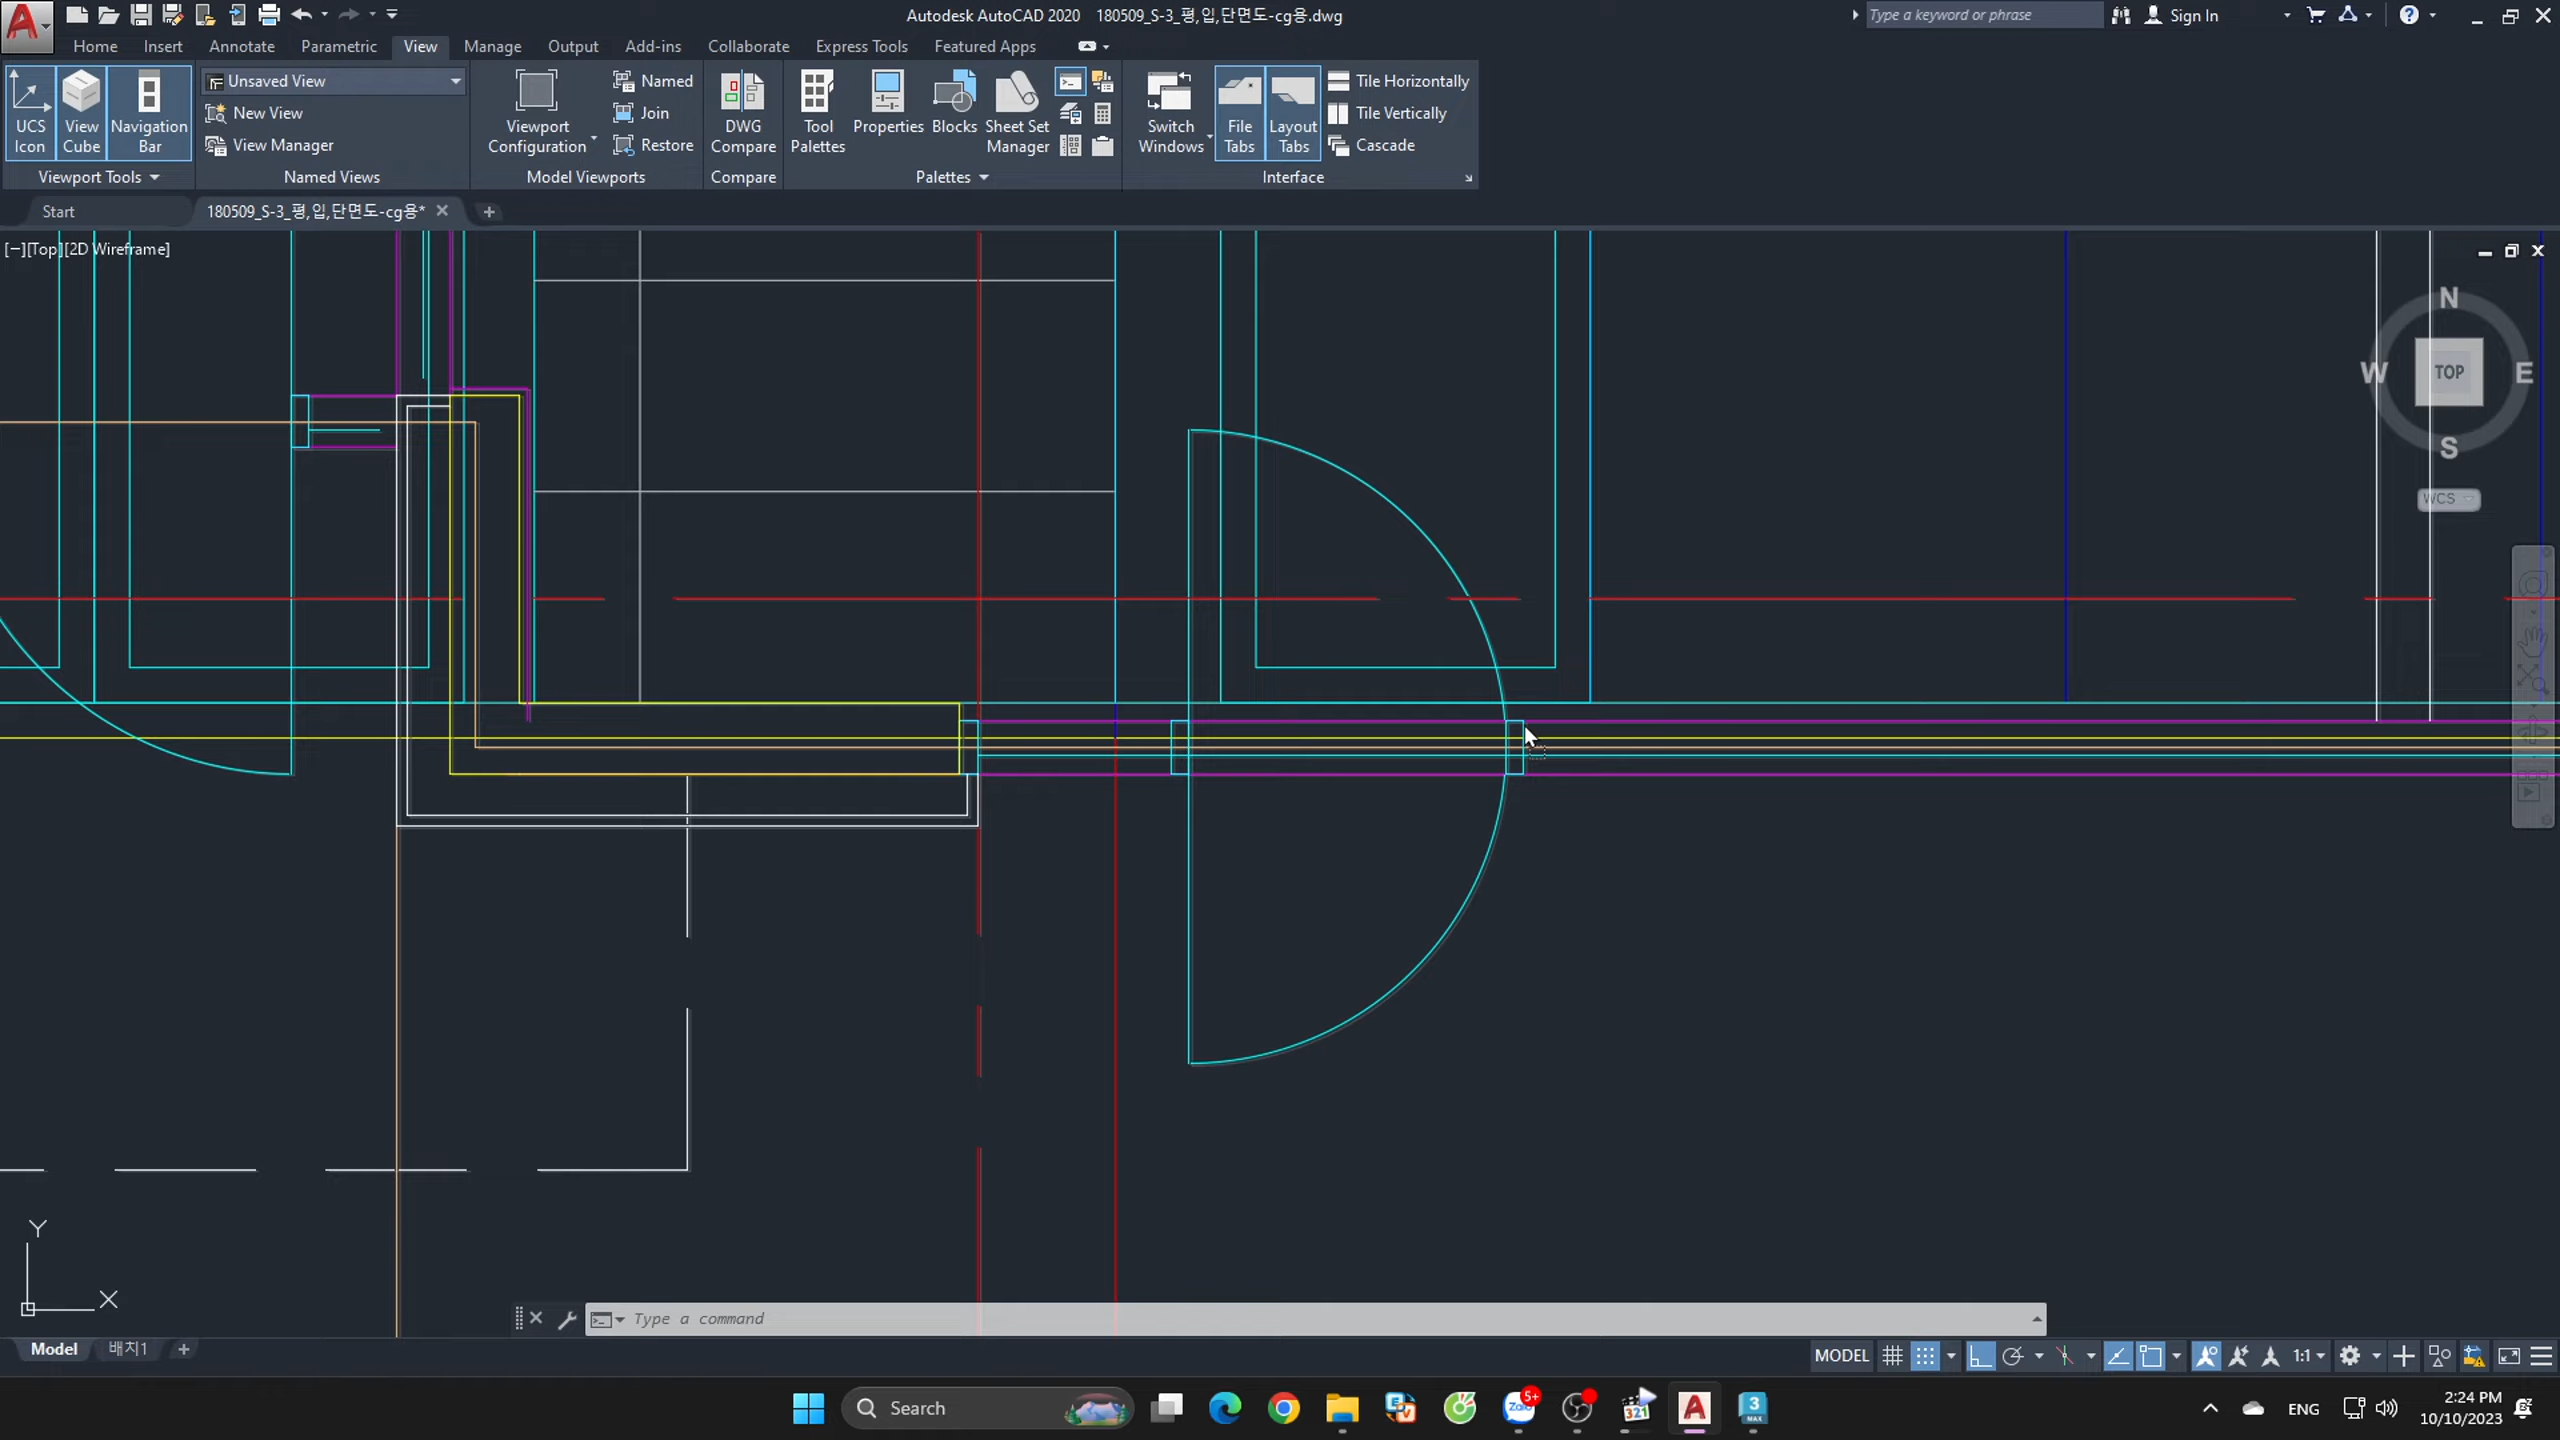 Autodesk AutoCAD 2020 180509_S-3_평,입,단면도-cg용.dwg
Type a keyword or phrase
Sign In
Home Insert Annotate Parametric View Manage Output Add-ins Collaborate Express Tools Featured Apps
UCS Icon
View Cube
Navigation Bar
Unsaved View
New View
View Manager
Viewport Configuration
Named
Join
Restore
DWG Compare
Tool Palettes
Properties
Blocks
Sheet Set Manager
Switch Windows
File Tabs
Layout Tabs
Tile Horizontally
Tile Vertically
Cascade
Viewport Tools Named Views Model Viewports Compare Palettes Interface
Start 180509_S-3_평,입,단면도-cg용*
[−][Top][2D Wireframe]
N
W TOP E
S
WCS
Y
X
Type a command
Model 배치1
MODEL 1:1
Search
5+
Zalo
321
3
MAX
ENG
2:24 PM
10/10/2023